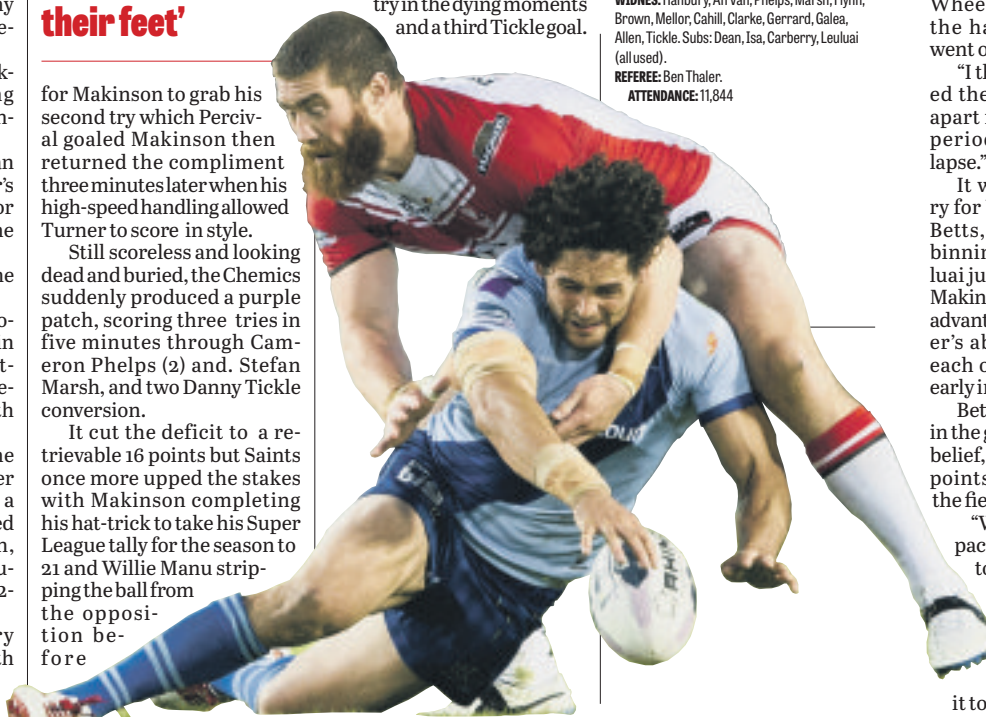 their feet'
for Makinson to grab his
second try which Perciv-
al goaled Makinson then
returned the compliment
three minutes later when his
high-speed handling allowed
Turner to score in style.
Still scoreless and looking
dead and buried, the Chemics
suddenly produced a purple
patch, scoring three tries in
five minutes through Cam-
eron Phelps (2) and. Stefan
Marsh, and two Danny Tickle
conversion.
It cut the deficit to a re-
trievable 16 points but Saints
once more upped the stakes
with Makinson completing
his hat-trick to take his Super
League tally for the season to
21 and Willie Manu strip-
ping the ball from
the opposi-
tion be-
fore
try in the dying moments
and a third Tickle goal.
WIDNES: Hanbury, Ah Van, Phelps, Marsh, Flynn,
Brown, Mellor, Cahill, Clarke, Gerrard, Galea,
Allen, Tickle. Subs: Dean, Isa, Carberry, Leuluai
(all used).
REFEREE: Ben Thaler.
ATTENDANCE: 11,844
Whee
the ha
went o
"I th
ed the
apart
perio
lapse."
It w
ry for
Betts,
binnin
luai ju
Makin
advant
er's ab
each o
early in
Bet
in the g
belief,
points
the fie
"V
pac
to
it to